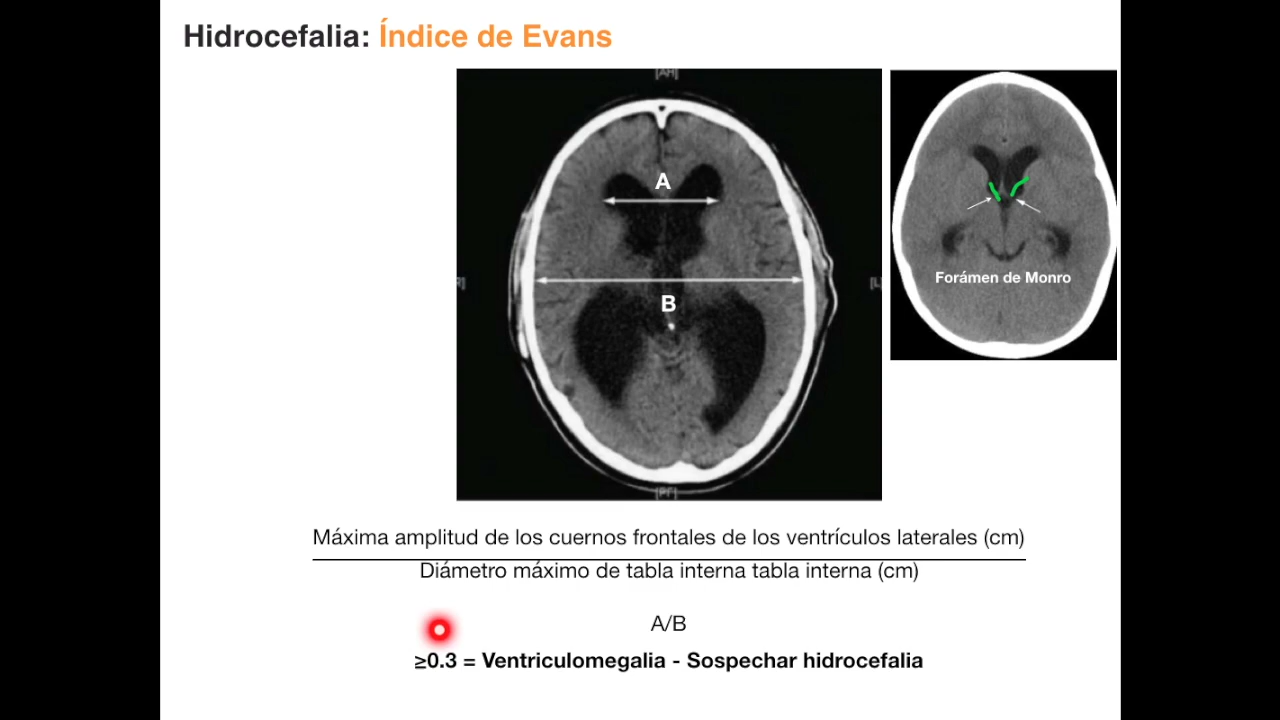 Hidrocefalia: Índice de Evans
[AH]
A
[R]
[L]
B
Forámen de Monro
[PF]
Máxima amplitud de los cuernos frontales de los ventrículos laterales (cm)
Diámetro máximo de tabla interna tabla interna (cm)
A/B
≥0.3 = Ventriculomegalia - Sospechar hidrocefalia